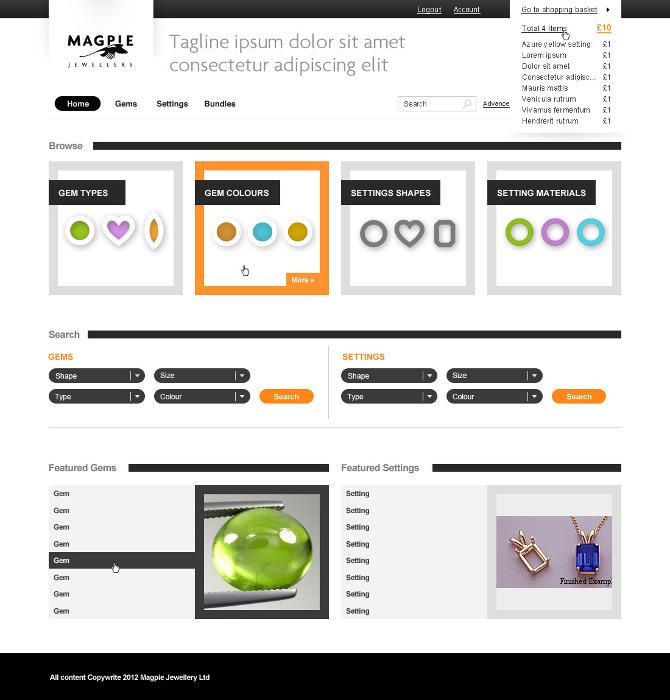 Logout Account Go to shopping basket
Total 4 items £10
Azure yellow setting £1
Lorem ipsum £1
Dolor sit amet £1
Consectetur adipisc... £1
Mauris mattis £1
Vehicula rutrum £1
Vivamus fermentum £1
Hendrerit rutrum £1
MAGPIE
JEWELLERS
Tagline ipsum dolor sit amet
consectetur adipiscing elit
Home Gems Settings Bundles Search Advance
Browse
GEM TYPES
GEM COLOURS
More »
SETTINGS SHAPES
SETTING MATERIALS
Search
GEMS
Shape Size
Type Colour Search
SETTINGS
Shape Size
Type Colour Search
Featured Gems
Gem
Gem
Gem
Gem
Gem
Gem
Gem
Gem
Featured Settings
Setting
Setting
Setting
Setting
Setting
Setting
Setting
Setting
Finished Examp
All content Copywrite 2012 Magpie Jewellery Ltd